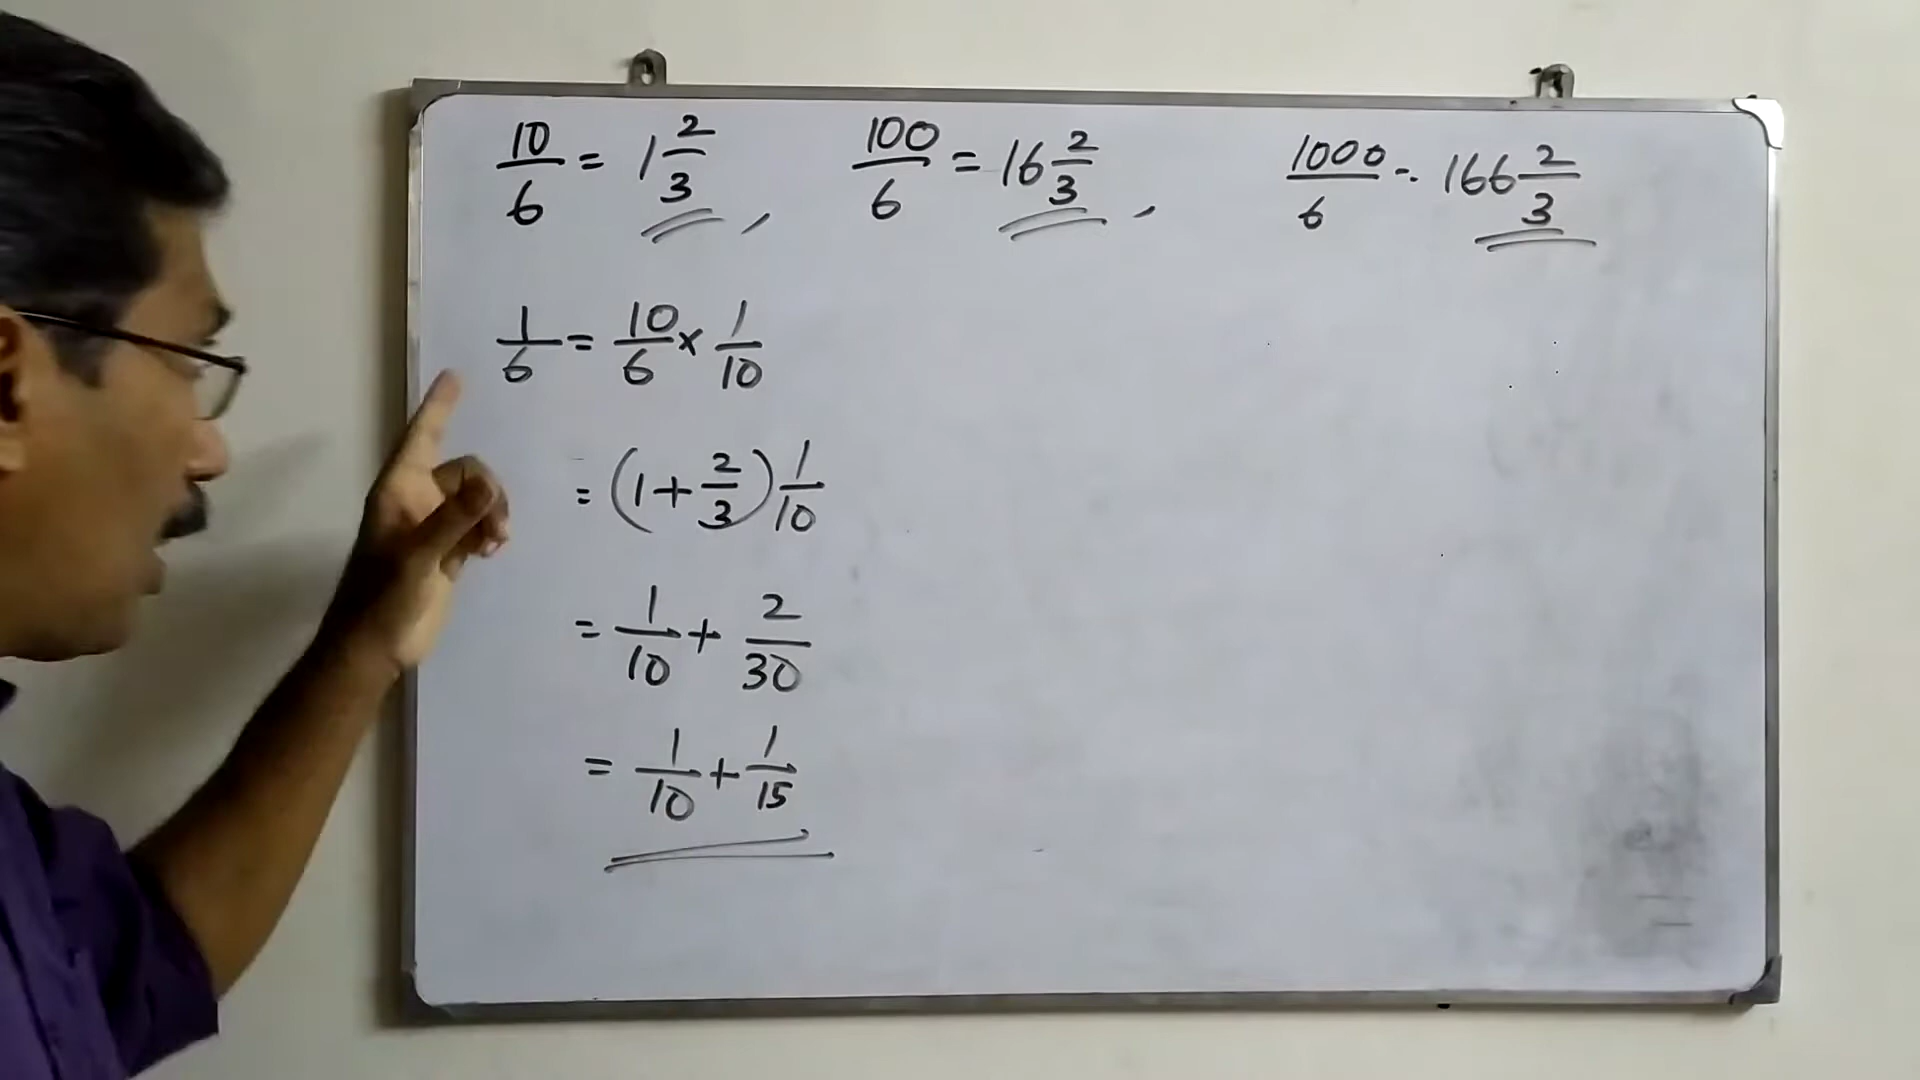 10/6 = 1 2/3, 100/6 = 16 2/3, 1000/6 = 166 2/3
1/6 = 10/6 × 1/10
= (1 + 2/3) 1/10
= 1/10 + 2/30
= 1/10 + 1/15